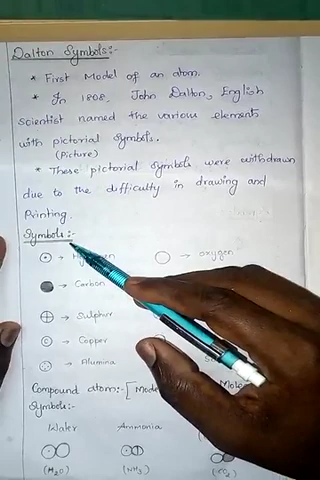 Dalton Symbols:-
* First Model of an atom.
* In 1808, John Dalton, English
scientist named the various elements
with pictorial symbols.
(Picture)
* These pictorial symbols were withdrawn
due to the difficulty in drawing and
Printing.
Symbols:-
→ oxygen
→ Carbon
→ Sulphur
C → Copper
→ Alumina
Compound atom:- [
Symbols:-
Water Ammonia
(H2O) (NH3)